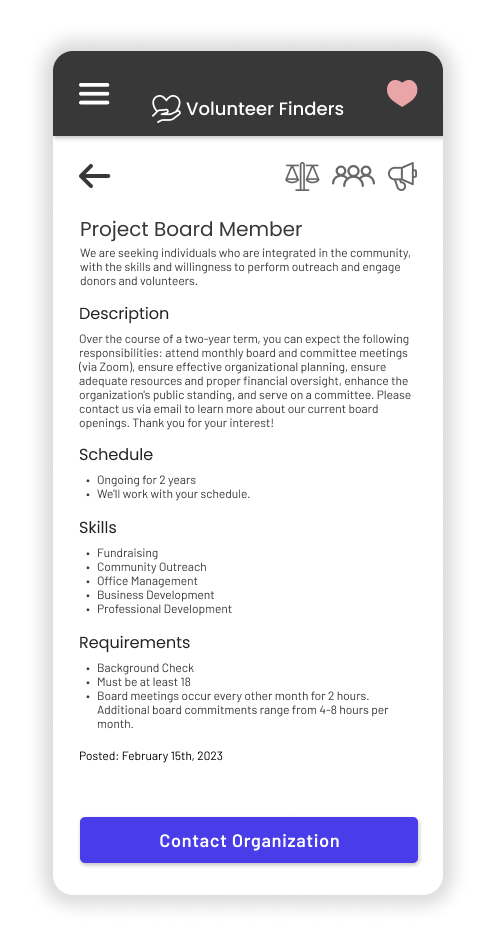 Volunteer Finders
Project Board Member
We are seeking individuals who are integrated in the community,
with the skills and willingness to perform outreach and engage
donors and volunteers.
Description
Over the course of a two-year term, you can expect the following
responsibilities: attend monthly board and committee meetings
(via Zoom), ensure effective organizational planning, ensure
adequate resources and proper financial oversight, enhance the
organization's public standing, and serve on a committee. Please
contact us via email to learn more about our current board
openings. Thank you for your interest!
Schedule
• Ongoing for 2 years
• We'll work with your schedule.
Skills
• Fundraising
• Community Outreach
• Office Management
• Business Development
• Professional Development
Requirements
• Background Check
• Must be at least 18
• Board meetings occur every other month for 2 hours.
Additional board commitments range from 4-8 hours per
month.
Posted: February 15th, 2023
Contact Organization